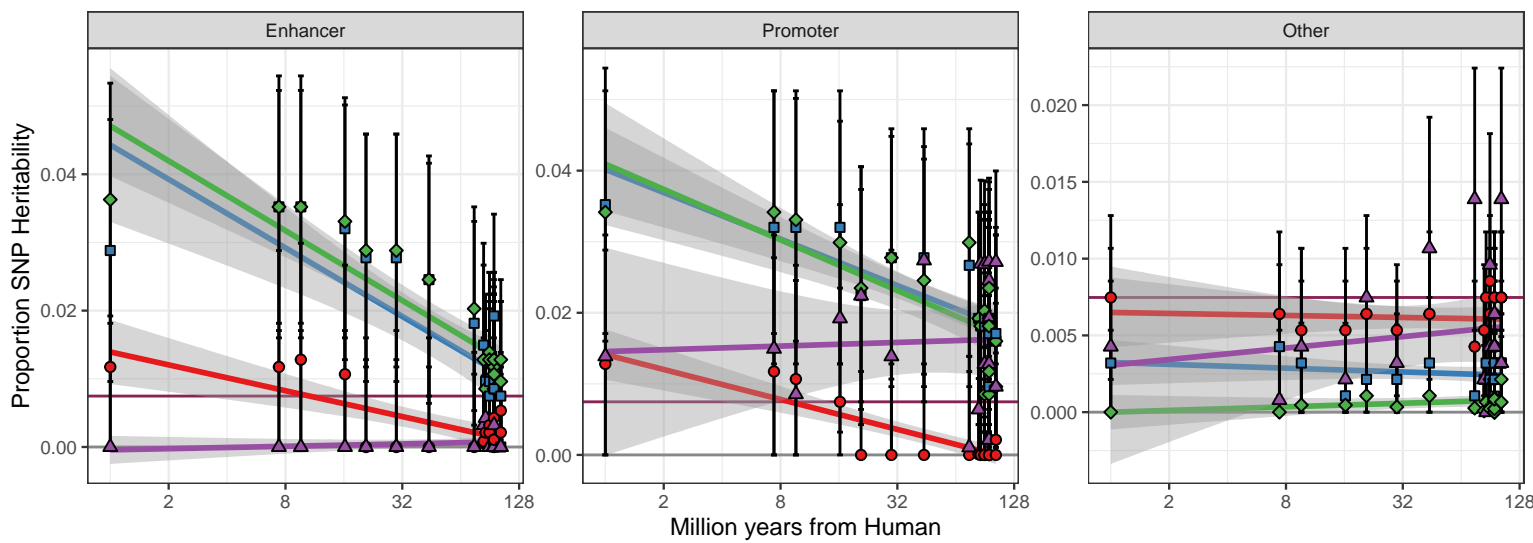 Enhancer
Promoter
Other
Proportion SNP Heritability
0.04
0.02
0.00
0.04
0.02
0.00
0.020
0.015
0.010
0.005
0.000
2 8 32 128
2 8 32 128
2 8 32 128
Million years from Human